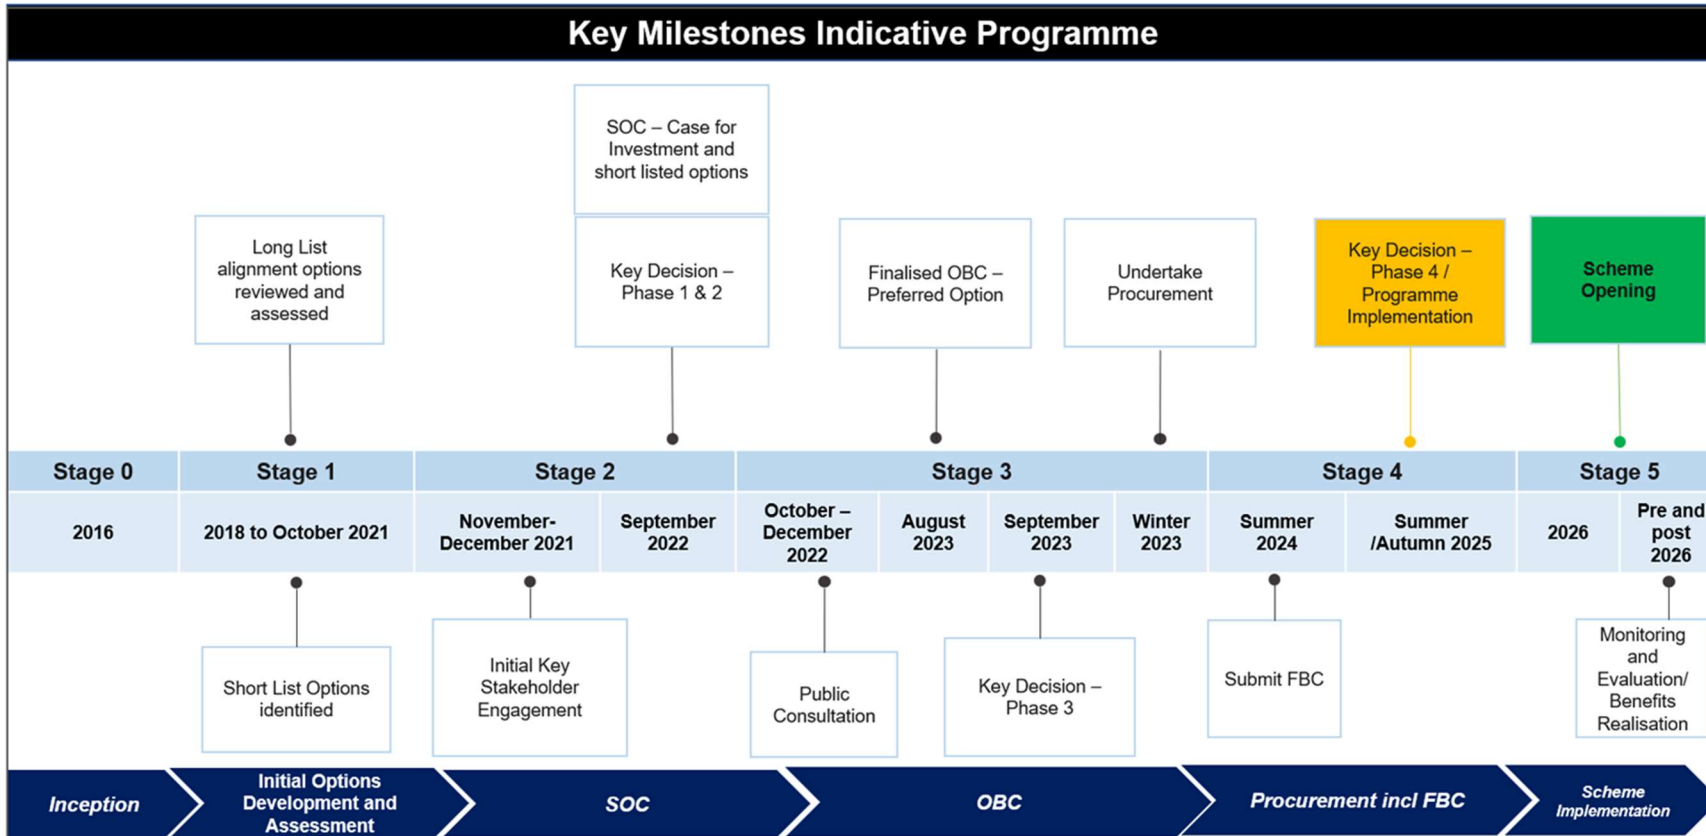 Key Milestones Indicative Programme
SOC – Case for
Investment and
short listed options
Long List
alignment options
reviewed and
assessed
Key Decision –
Phase 1 & 2
Finalised OBC –
Preferred Option
Undertake
Procurement
Key Decision –
Phase 4 /
Programme
Implementation
Scheme
Opening
Stage 0
Stage 1
Stage 2
Stage 3
Stage 4
Stage 5
2016
2018 to October 2021
November-
December 2021
September
2022
October –
December
2022
August
2023
September
2023
Winter
2023
Summer
2024
Summer
/Autumn 2025
2026
Pre and
post
2026
Short List Options
identified
Initial Key
Stakeholder
Engagement
Public
Consultation
Key Decision –
Phase 3
Submit FBC
Monitoring
and
Evaluation/
Benefits
Realisation
Inception
Initial Options
Development and
Assessment
SOC
OBC
Procurement incl FBC
Scheme
Implementation